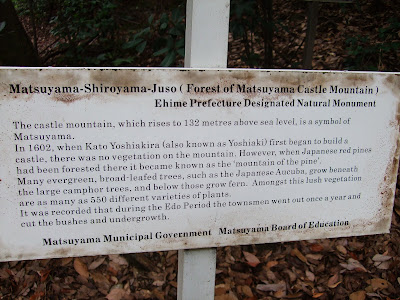 Matsuyama-Shiroyama-Juso ( Forest of Matsuyama Castle Mountain )
Ehime Prefecture Designated Natural Monument
The castle mountain, which rises to 132 metres above sea level, is a symbol of
Matsuyama.
In 1602, when Kato Yoshiakira (also known as Yoshiaki) first began to build a
castle, there was no vegetation on the mountain. However, when Japanese red pines
had been forested there it became known as the 'mountain of the pine'.
Many evergreen, broad-leafed trees, such as the Japanese Aucuba, grow beneath
the large camphor trees, and below those grow fern. Amongst this lush vegetation
are as many as 550 different varieties of plants.
It was recorded that during the Edo Period the townsmen went out once a year and
cut the bushes and undergrowth.
Matsuyama Municipal Government Matsuyama Board of Education